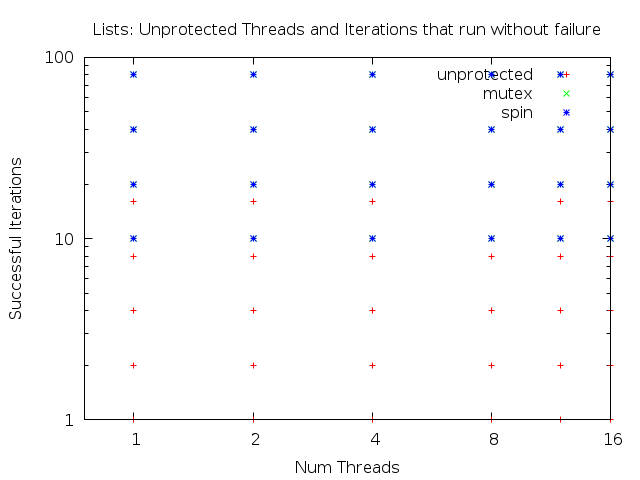 Lists: Unprotected Threads and Iterations that run without failure
100
unprotected
mutex
spin
10
1
Successful Iterations
1 2 4 8 16
Num Threads